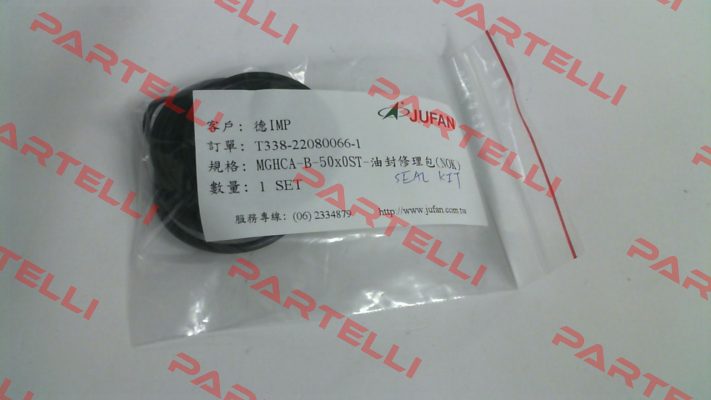 JUFAN
客戶: 德IMP
訂單: T338-22080066-1
規格: MGHCA-B-50x0ST-油封修理包(NOK)
SEAL KIT
數量: 1 SET
服務專線: (06) 2334879 http://www.jufan.com.tw
PARTELLI
PARTELLI
PARTELLI
PARTELLI
PARTELLI
PARTELLI
PARTELLI
PARTELLI